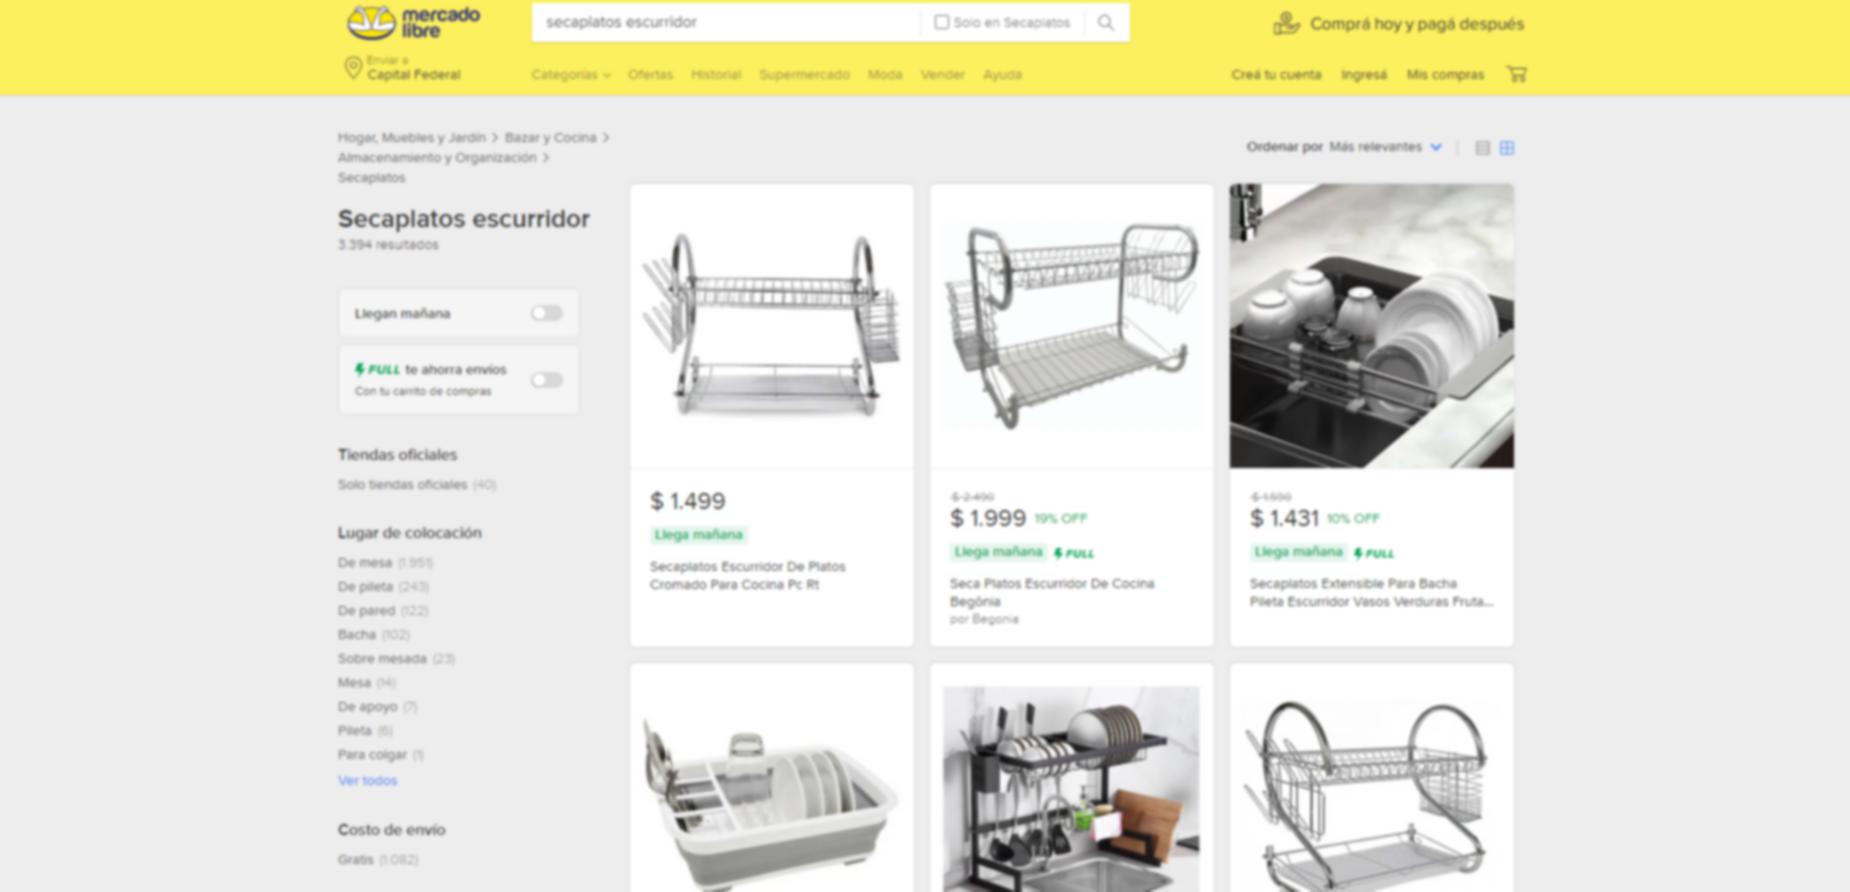 mercado
libre
secaplatos escurridor
Solo en Secaplatos
Comprá hoy y pagá después
Enviar a
Capital Federal
Categorías
Ofertas
Historial
Supermercado
Moda
Vender
Ayuda
Creá tu cuenta
Ingresá
Mis compras
Hogar, Muebles y Jardín > Bazar y Cocina >
Almacenamiento y Organización >
Secaplatos
Ordenar por Más relevantes
Secaplatos escurridor
3.394 resultados
Llegan mañana
FULL te ahorra envíos
Con tu carrito de compras
Tiendas oficiales
Solo tiendas oficiales (40)
Lugar de colocación
De mesa (1.951)
De pileta (243)
De pared (122)
Bacha (102)
Sobre mesada (23)
Mesa (14)
De apoyo (7)
Pileta (6)
Para colgar (1)
Ver todos
Costo de envío
Gratis (1.082)
$ 1.499
Llega mañana
Secaplatos Escurridor De Platos
Cromado Para Cocina Pc Rt
$ 2.490
$ 1.999 19% OFF
Llega mañana FULL
Seca Platos Escurridor De Cocina
Begónia
por Begonia
$ 1.590
$ 1.431 10% OFF
Llega mañana FULL
Secaplatos Extensible Para Bacha
Pileta Escurridor Vasos Verduras Fruta...